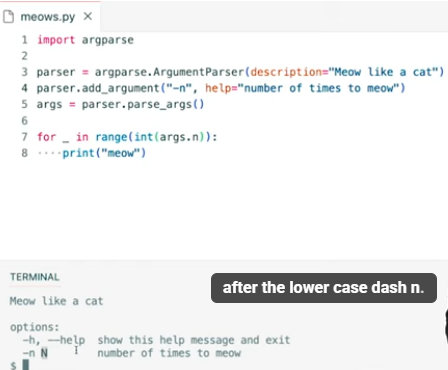 meows.py ×
1 import argparse
2
3 parser = argparse.ArgumentParser(description="Meow like a cat")
4 parser.add_argument("-n", help="number of times to meow")
5 args = parser.parse_args()
6
7 for _ in range(int(args.n)):
8 ····print("meow")
TERMINAL
after the lower case dash n.
Meow like a cat
options:
-h, --help show this help message and exit
-n N number of times to meow
$